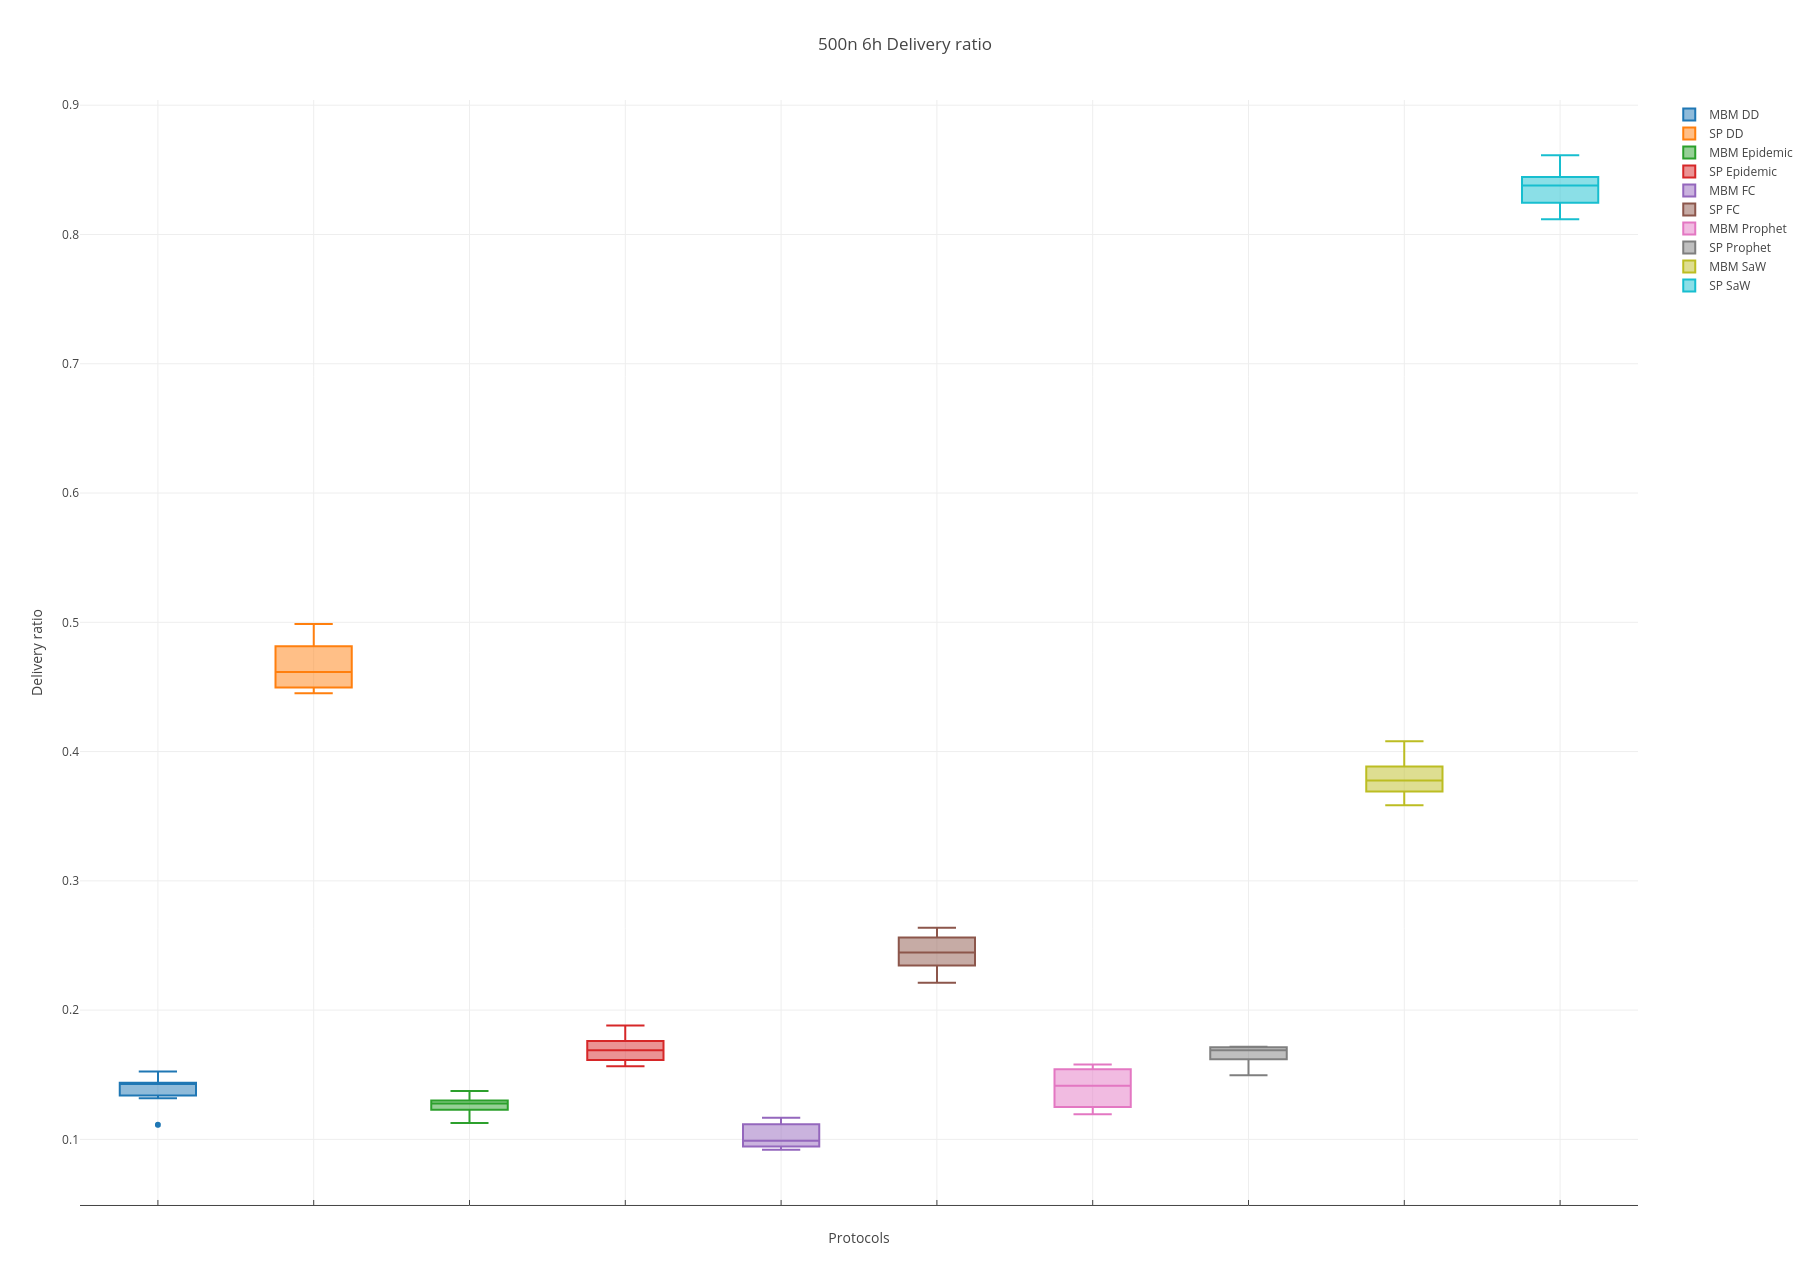 500n 6h Delivery ratio
0.9
0.8
0.7
0.6
0.5
0.4
0.3
0.2
0.1
Delivery ratio
Protocols
MBM DD
SP DD
MBM Epidemic
SP Epidemic
MBM FC
SP FC
MBM Prophet
SP Prophet
MBM SaW
SP SaW